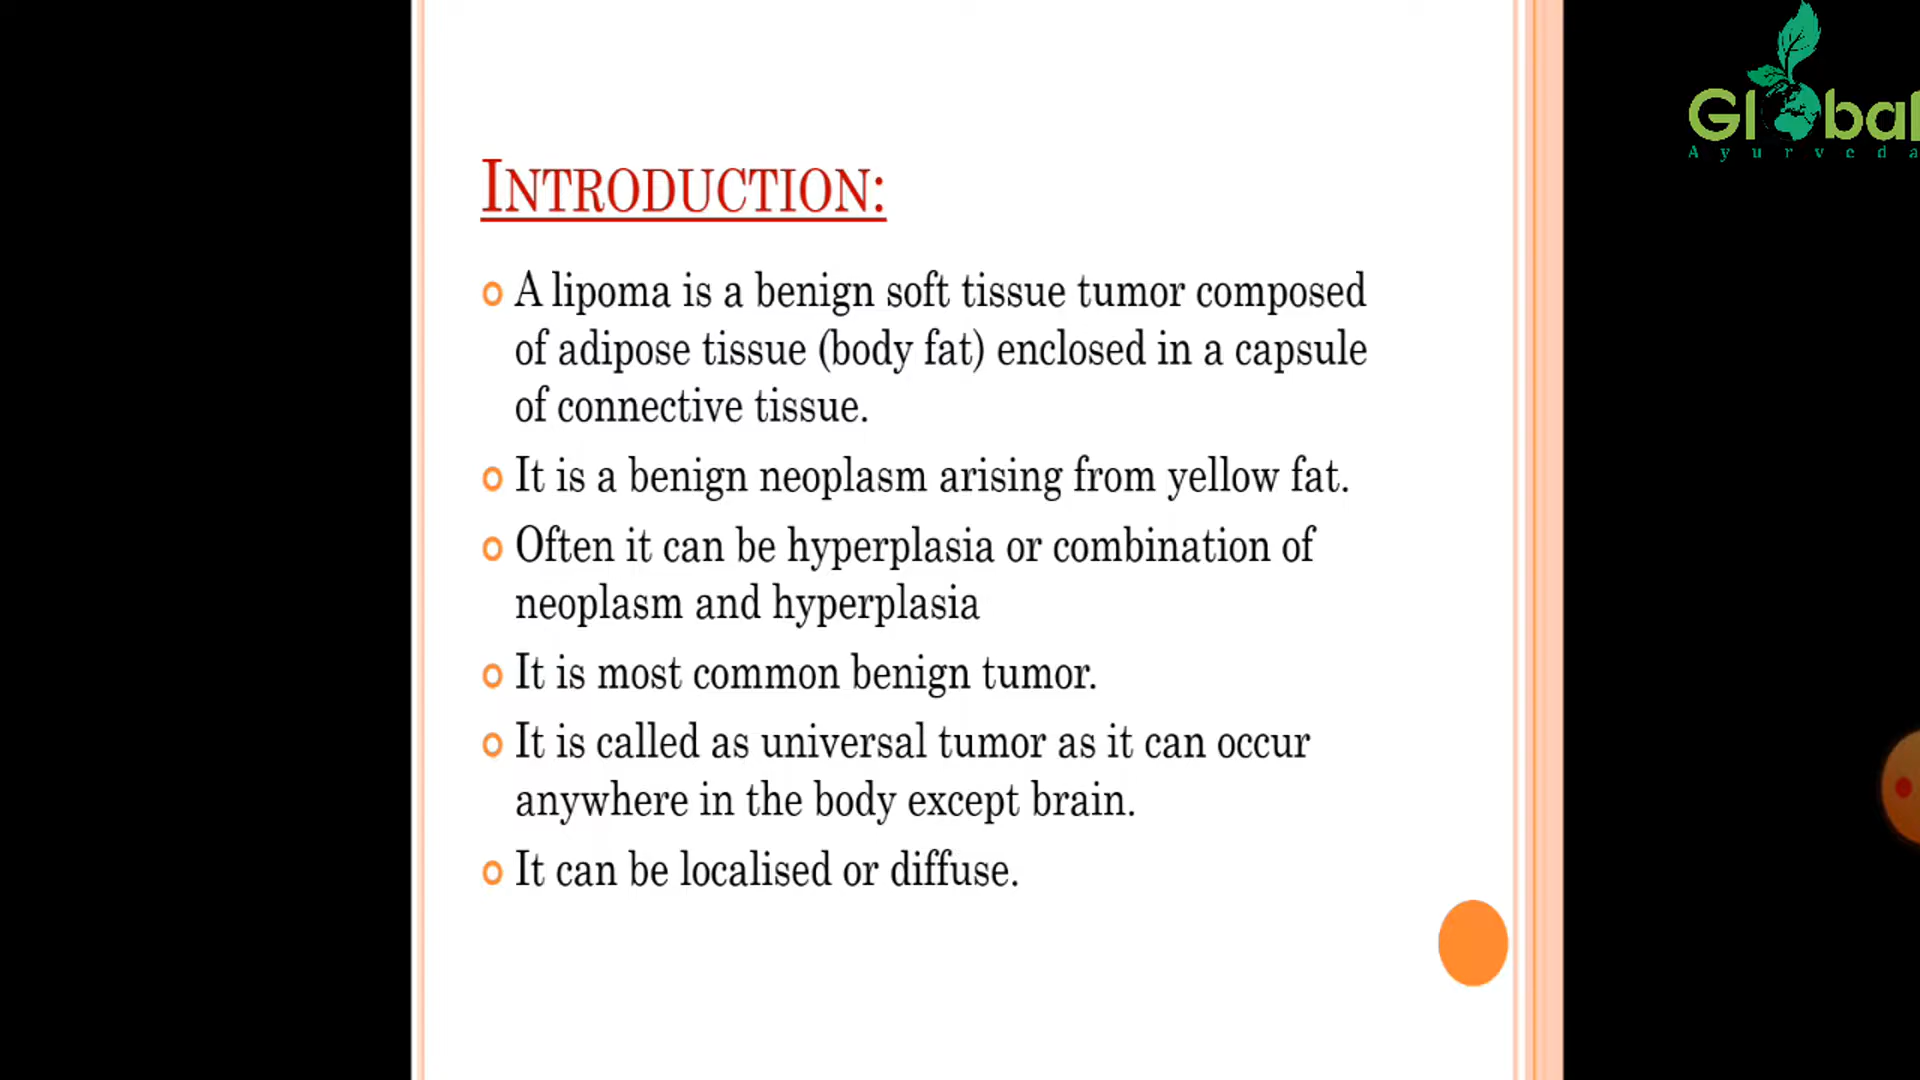 Global
Ayurveda
INTRODUCTION:
A lipoma is a benign soft tissue tumor composed
of adipose tissue (body fat) enclosed in a capsule
of connective tissue.
It is a benign neoplasm arising from yellow fat.
Often it can be hyperplasia or combination of
neoplasm and hyperplasia
It is most common benign tumor.
It is called as universal tumor as it can occur
anywhere in the body except brain.
It can be localised or diffuse.